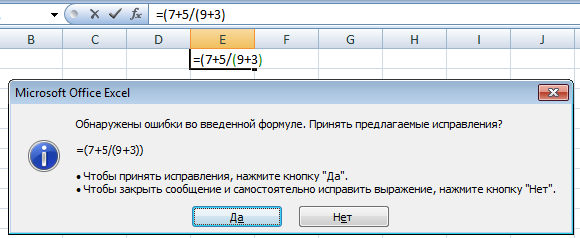 =(7+5/(9+3)
B C D E F G H I J
=(7+5/(9+3)
Microsoft Office Excel
Обнаружены ошибки во введенной формуле. Принять предлагаемые исправления?
=(7+5/(9+3))
• Чтобы принять исправления, нажмите кнопку "Да".
• Чтобы закрыть сообщение и самостоятельно исправить выражение, нажмите кнопку "Нет".
Да Нет